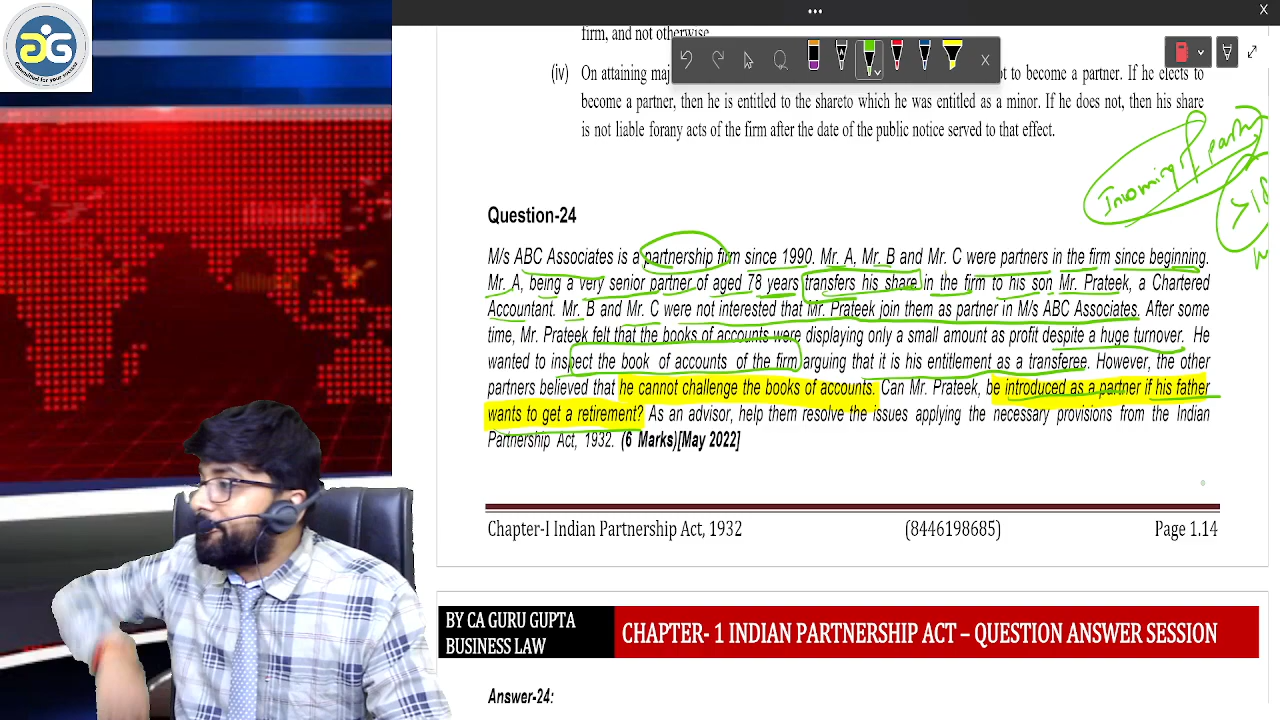 firm, and not otherwise
(iv) On attaining maj ot to become a partner. If he elects to
become a partner, then he is entitled to the shareto which he was entitled as a minor. If he does not, then his share
is not liable forany acts of the firm after the date of the public notice served to that effect.
Incoming of partner
>18
Question-24
M/s ABC Associates is a partnership firm since 1990. Mr. A, Mr. B and Mr. C were partners in the firm since beginning.
Mr. A, being a very senior partner of aged 78 years transfers his share in the firm to his son Mr. Prateek, a Chartered
Accountant. Mr. B and Mr. C were not interested that Mr. Prateek join them as partner in M/s ABC Associates. After some
time, Mr. Prateek felt that the books of accounts were displaying only a small amount as profit despite a huge turnover. He
wanted to inspect the book of accounts of the firm arguing that it is his entitlement as a transferee. However, the other
partners believed that he cannot challenge the books of accounts. Can Mr. Prateek, be introduced as a partner if his father
wants to get a retirement? As an advisor, help them resolve the issues applying the necessary provisions from the Indian
Partnership Act, 1932. (6 Marks)[May 2022]
Chapter-I Indian Partnership Act, 1932 (8446198685) Page 1.14
BY CA GURU GUPTA
BUSINESS LAW
CHAPTER- 1 INDIAN PARTNERSHIP ACT – QUESTION ANSWER SESSION
Answer-24: